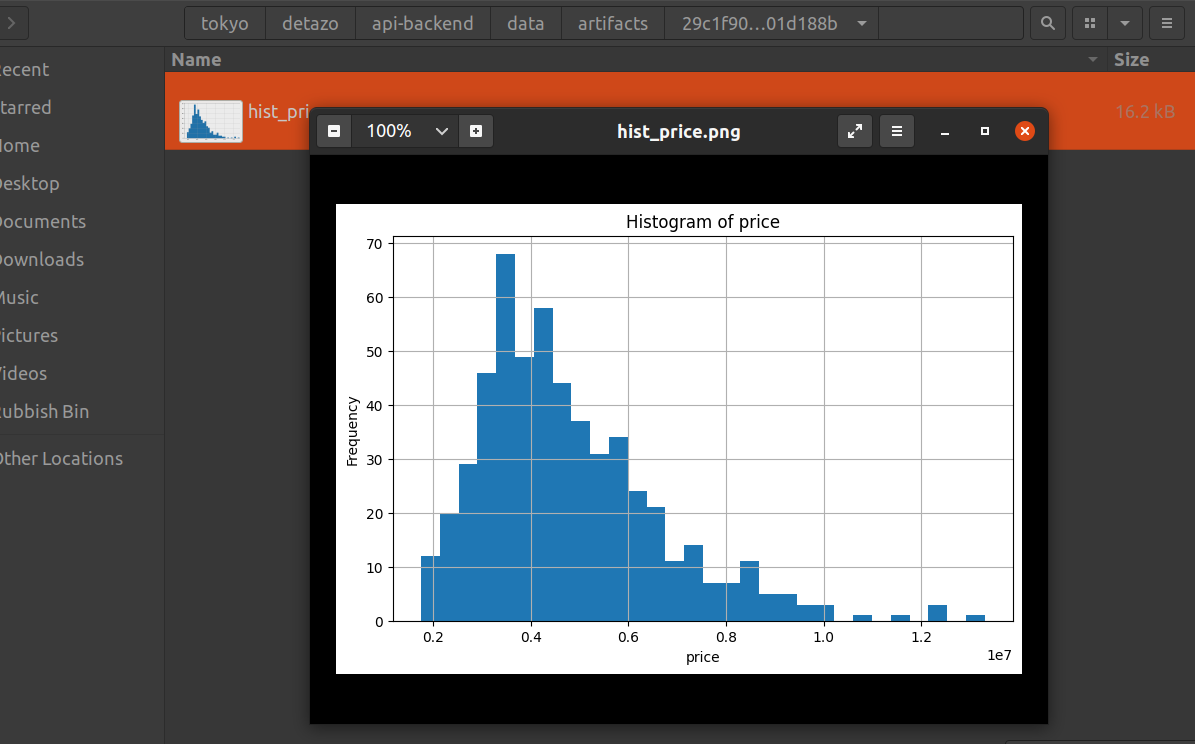 tokyo detazo api-backend data artifacts 29c1f90...01d188b
Name Size
ecent
tarred
ome
esktop
ocuments
ownloads
usic
ictures
ideos
ubbish Bin
ther Locations
hist_pri 16.2 kB
100% hist_price.png
Histogram of price
70
60
50
40
30
20
10
0
Frequency
0.2 0.4 0.6 0.8 1.0 1.2
1e7
price